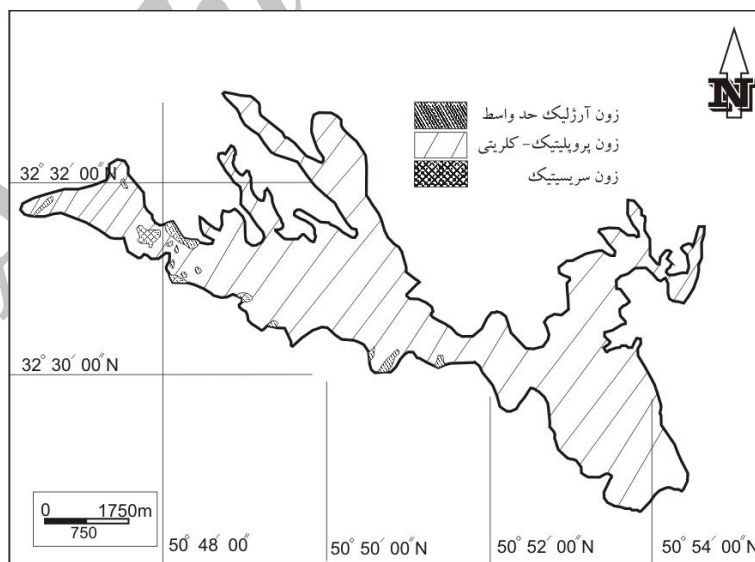 N
زون آرژلیک حد واسط
زون پروپلیتیک- کلریتی
زون سریسیتیک
32° 32′ 00″ N
32° 30′ 00″N
0 1750m
750
50° 48′ 00″
50° 50′ 00″N
50° 52′ 00″N
50° 54′ 00″N